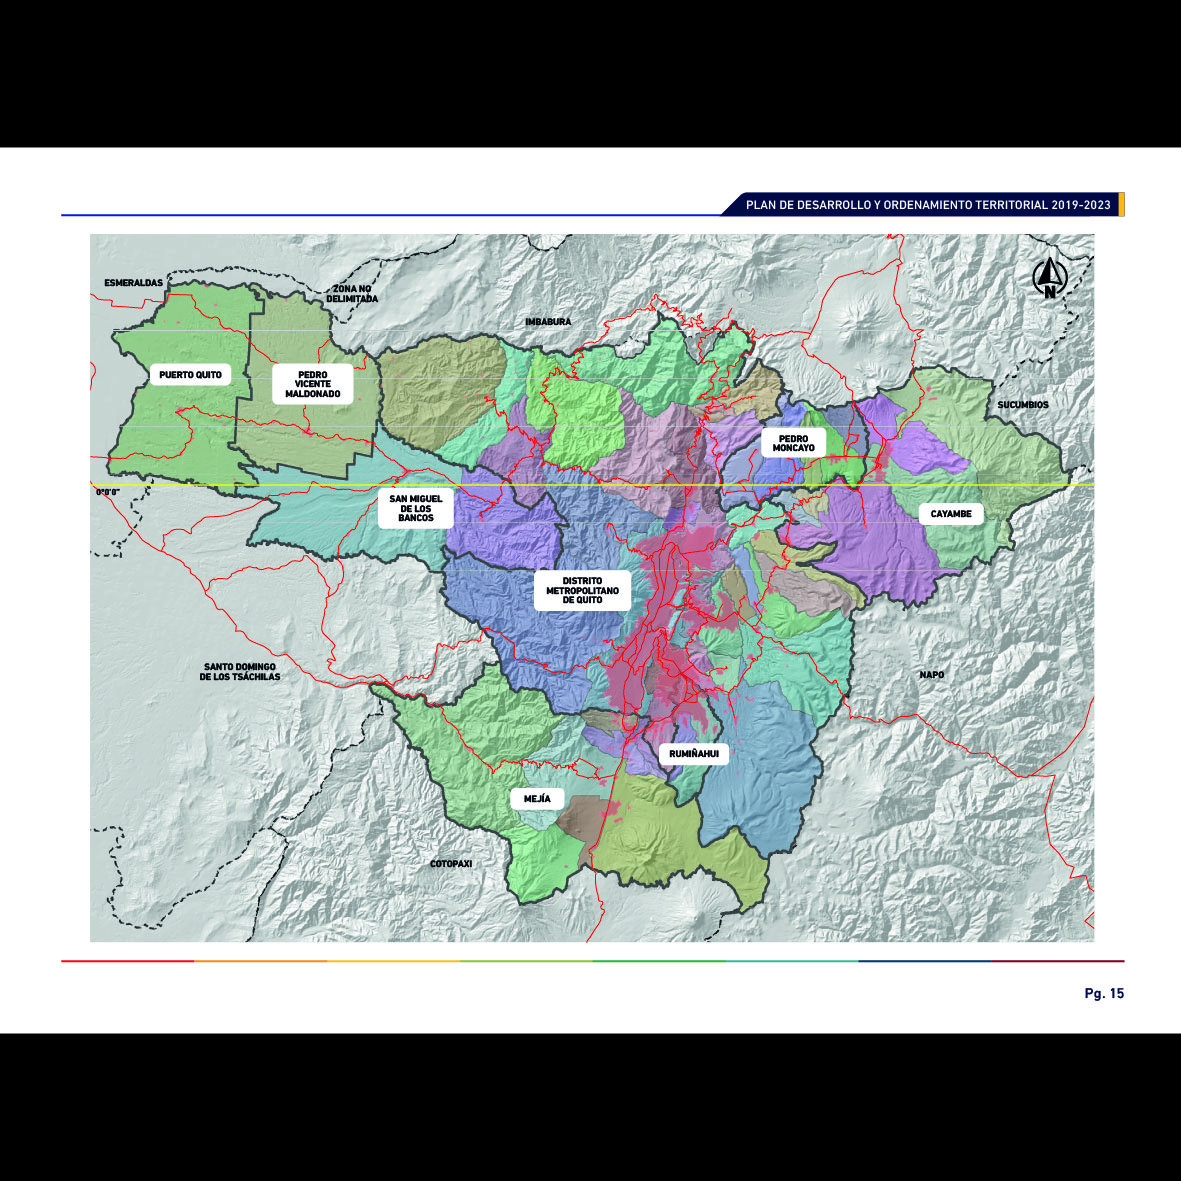 PLAN DE DESARROLLO Y ORDENAMIENTO TERRITORIAL 2019-2023
ESMERALDAS
ZONA NO
DELIMITADA
N
IMBABURA
PUERTO QUITO
PEDRO
VICENTE
MALDONADO
SUCUMBIOS
PEDRO
MONCAYO
0°0'0"
SAN MIGUEL
DE LOS
BANCOS
CAYAMBE
DISTRITO
METROPOLITANO
DE QUITO
SANTO DOMINGO
DE LOS TSÁCHILAS
NAPO
RUMIÑAHUI
MEJÍA
COTOPAXI
Pg. 15